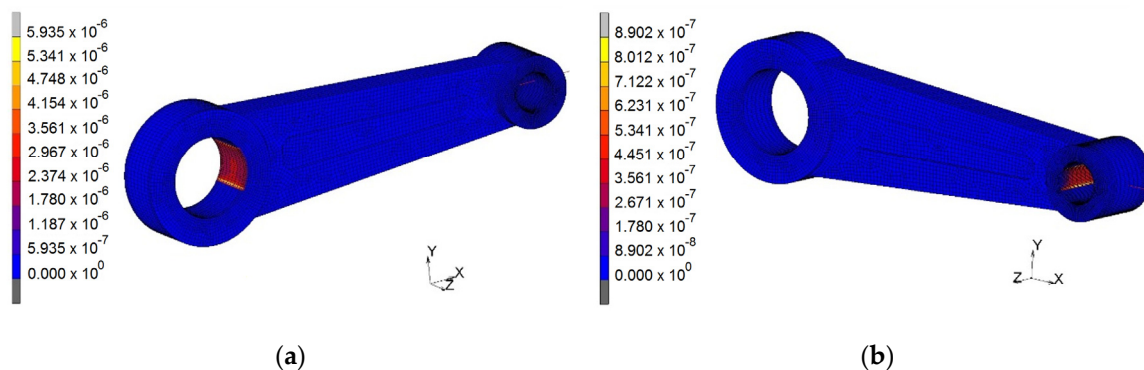 5.935 x 10⁻⁶
5.341 x 10⁻⁶
4.748 x 10⁻⁶
4.154 x 10⁻⁶
3.561 x 10⁻⁶
2.967 x 10⁻⁶
2.374 x 10⁻⁶
1.780 x 10⁻⁶
1.187 x 10⁻⁶
5.935 x 10⁻⁷
0.000 x 10⁰
Y
X
Z
(a)
8.902 x 10⁻⁷
8.012 x 10⁻⁷
7.122 x 10⁻⁷
6.231 x 10⁻⁷
5.341 x 10⁻⁷
4.451 x 10⁻⁷
3.561 x 10⁻⁷
2.671 x 10⁻⁷
1.780 x 10⁻⁷
8.902 x 10⁻⁸
0.000 x 10⁰
Y
Z X
(b)